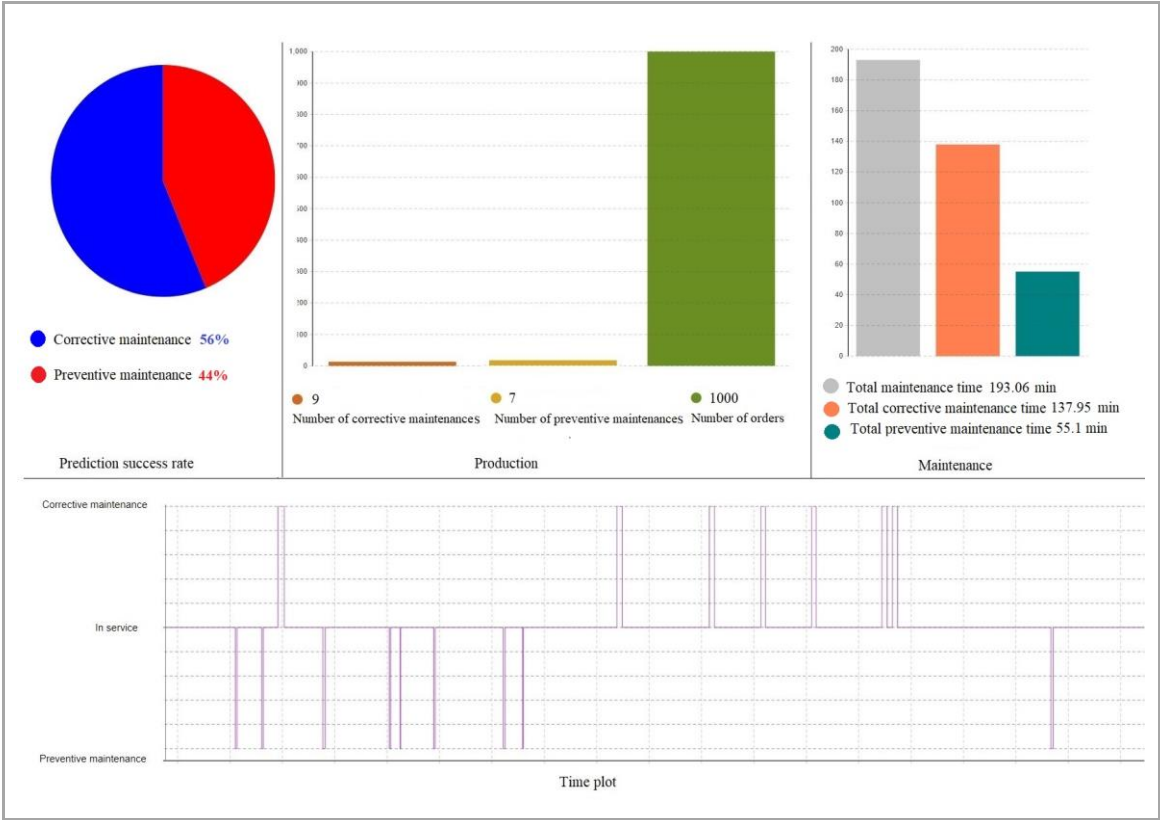 Corrective maintenance 56%
Preventive maintenance 44%
Prediction success rate
1,000
200
9
Number of corrective maintenances
7
Number of preventive maintenances
1000
Number of orders
Production
200
180
160
140
120
100
80
60
40
20
0
Total maintenance time 193.06 min
Total corrective maintenance time 137.95 min
Total preventive maintenance time 55.1 min
Maintenance
Corrective maintenance
In service
Preventive maintenance
Time plot